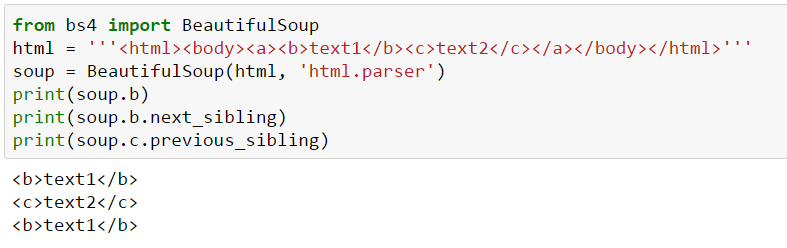 from bs4 import BeautifulSoup
html = '''<html><body><a><b>text1</b><c>text2</c></a></body></html>'''
soup = BeautifulSoup(html, 'html.parser')
print(soup.b)
print(soup.b.next_sibling)
print(soup.c.previous_sibling)
<b>text1</b>
<c>text2</c>
<b>text1</b>